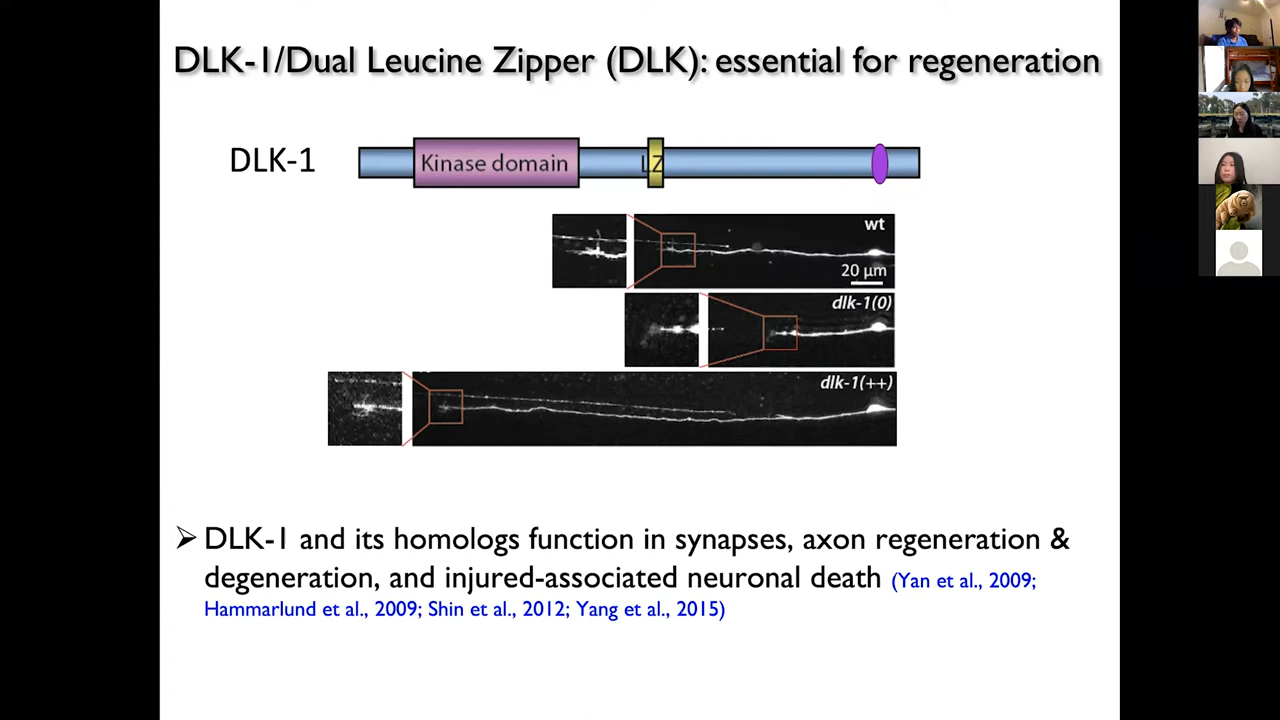 DLK-1/Dual Leucine Zipper (DLK): essential for regeneration
DLK-1
Kinase domain
LZ
wt
20 µm
dlk-1(0)
dlk-1(++)
➢ DLK-1 and its homologs function in synapses, axon regeneration &
degeneration, and injured-associated neuronal death (Yan et al., 2009;
Hammarlund et al., 2009; Shin et al., 2012; Yang et al., 2015)